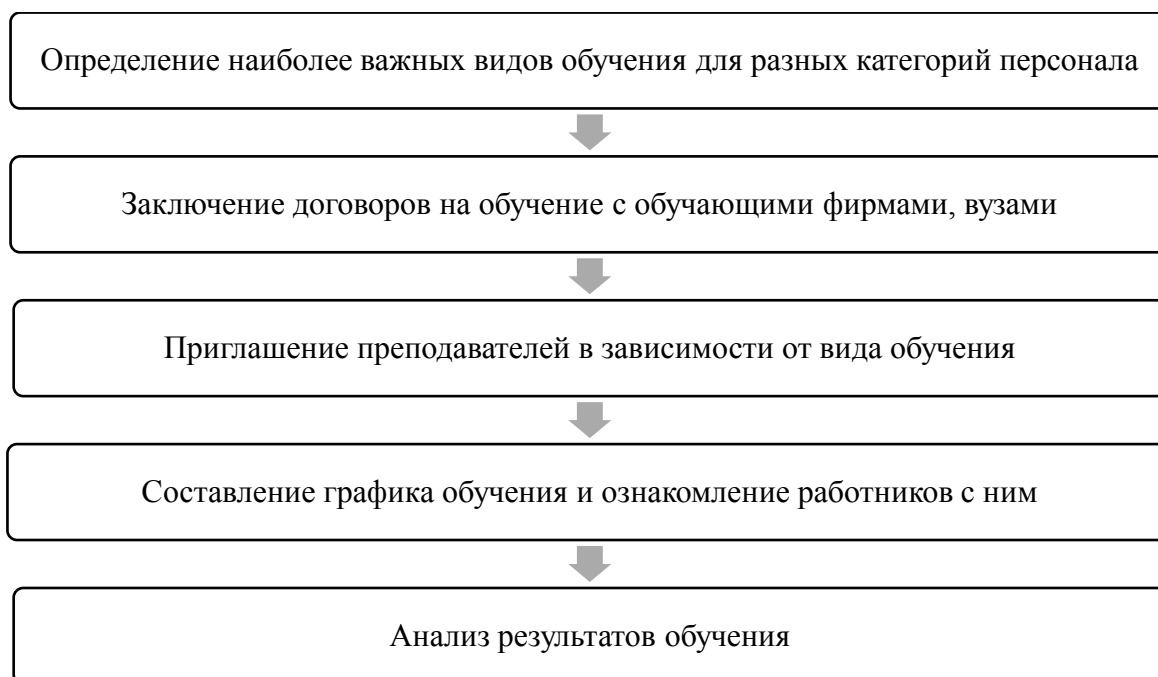 Определение наиболее важных видов обучения для разных категорий персонала
Заключение договоров на обучение с обучающими фирмами, вузами
Приглашение преподавателей в зависимости от вида обучения
Составление графика обучения и ознакомление работников с ним
Анализ результатов обучения